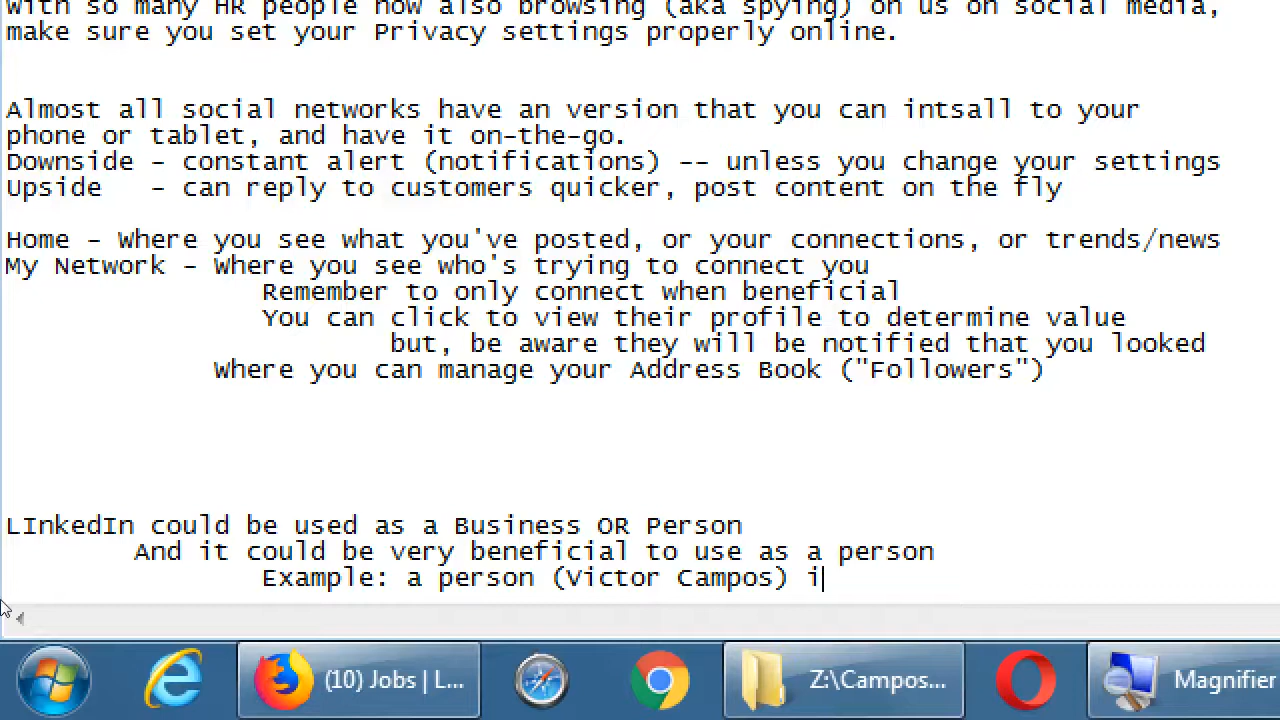 with so many HR people now also browsing (aka spying) on us on social media,
make sure you set your Privacy settings properly online.
Almost all social networks have an version that you can intsall to your
phone or tablet, and have it on-the-go.
Downside - constant alert (notifications) -- unless you change your settings
Upside   - can reply to customers quicker, post content on the fly
Home - Where you see what you've posted, or your connections, or trends/news
My Network - Where you see who's trying to connect you
Remember to only connect when beneficial
You can click to view their profile to determine value
but, be aware they will be notified that you looked
Where you can manage your Address Book ("Followers")
LInkedIn could be used as a Business OR Person
And it could be very beneficial to use as a person
Example: a person (Victor Campos) i
(10) Jobs | L... Z:\Campos... Magnifier